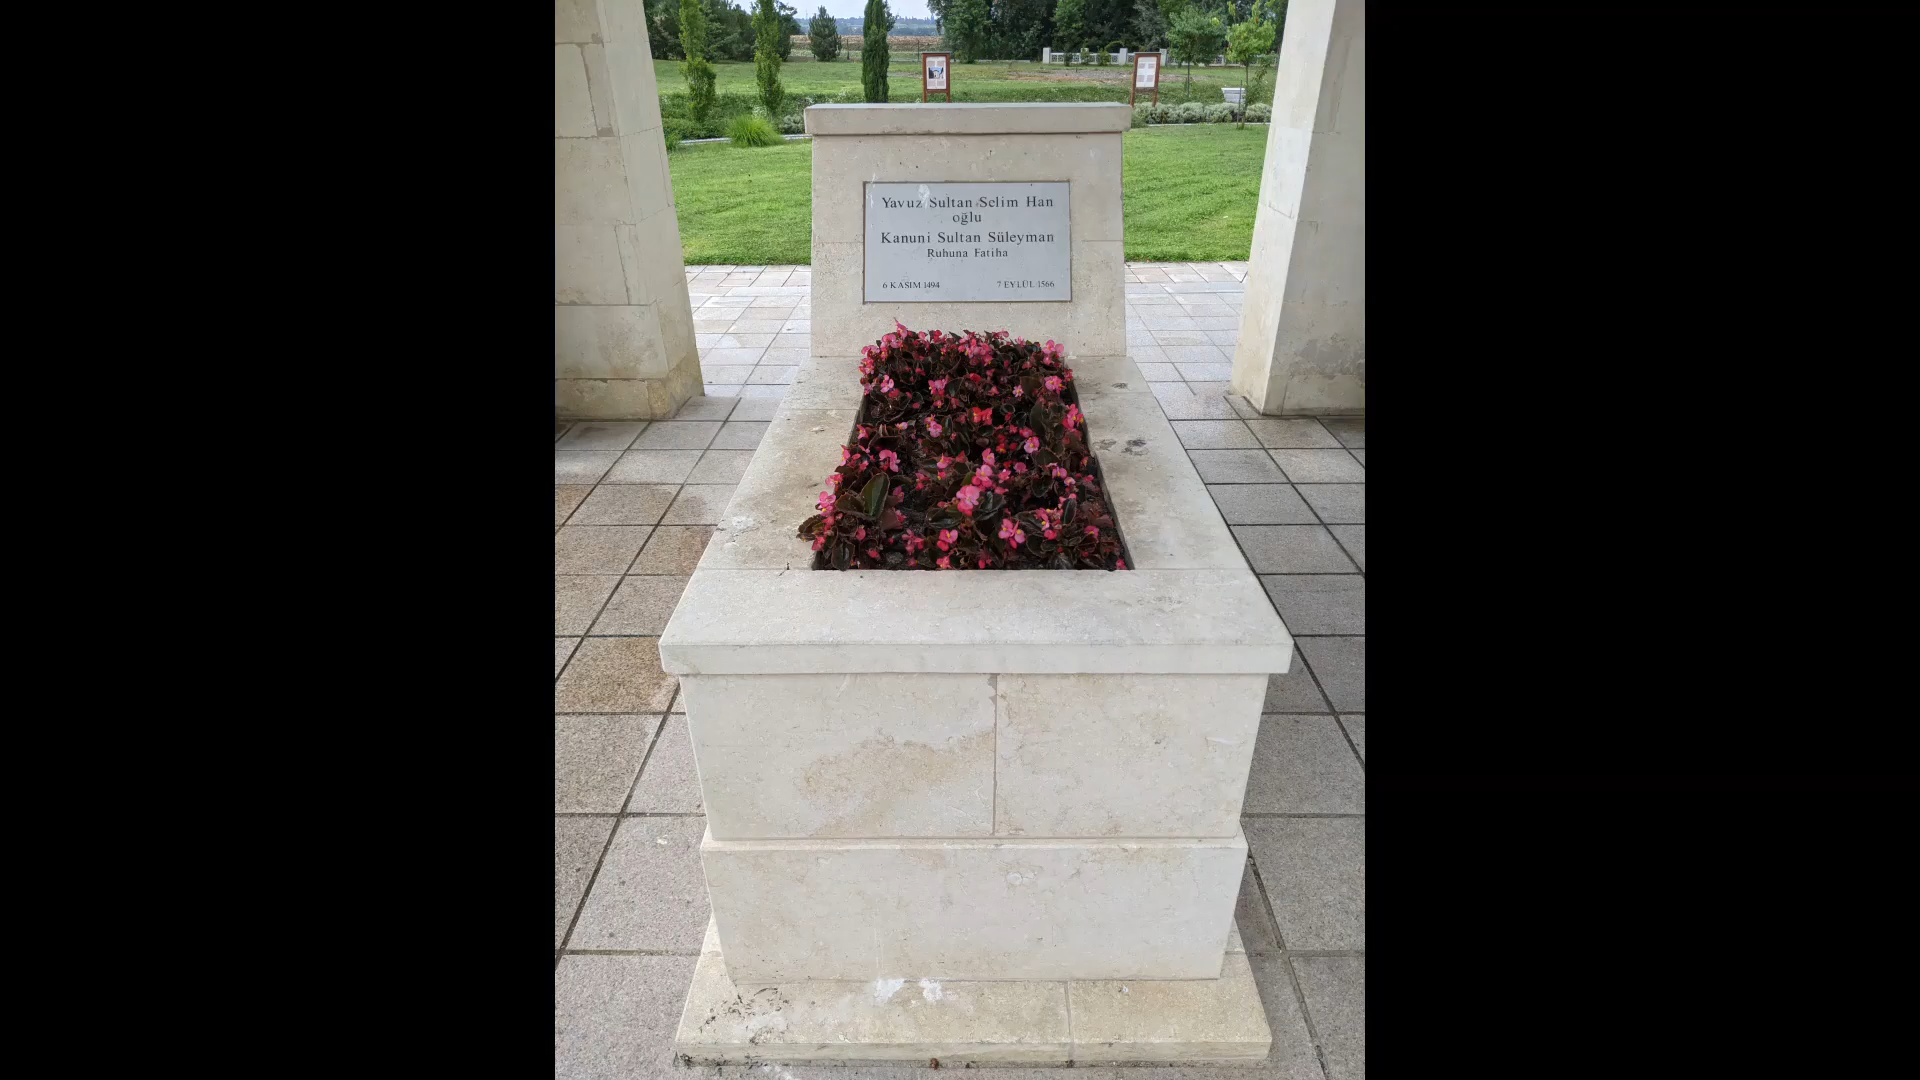 Yavuz Sultan Selim Han
oğlu
Kanuni Sultan Süleyman
Ruhuna Fatiha
6 KASIM 1494 7 EYLÜL 1566